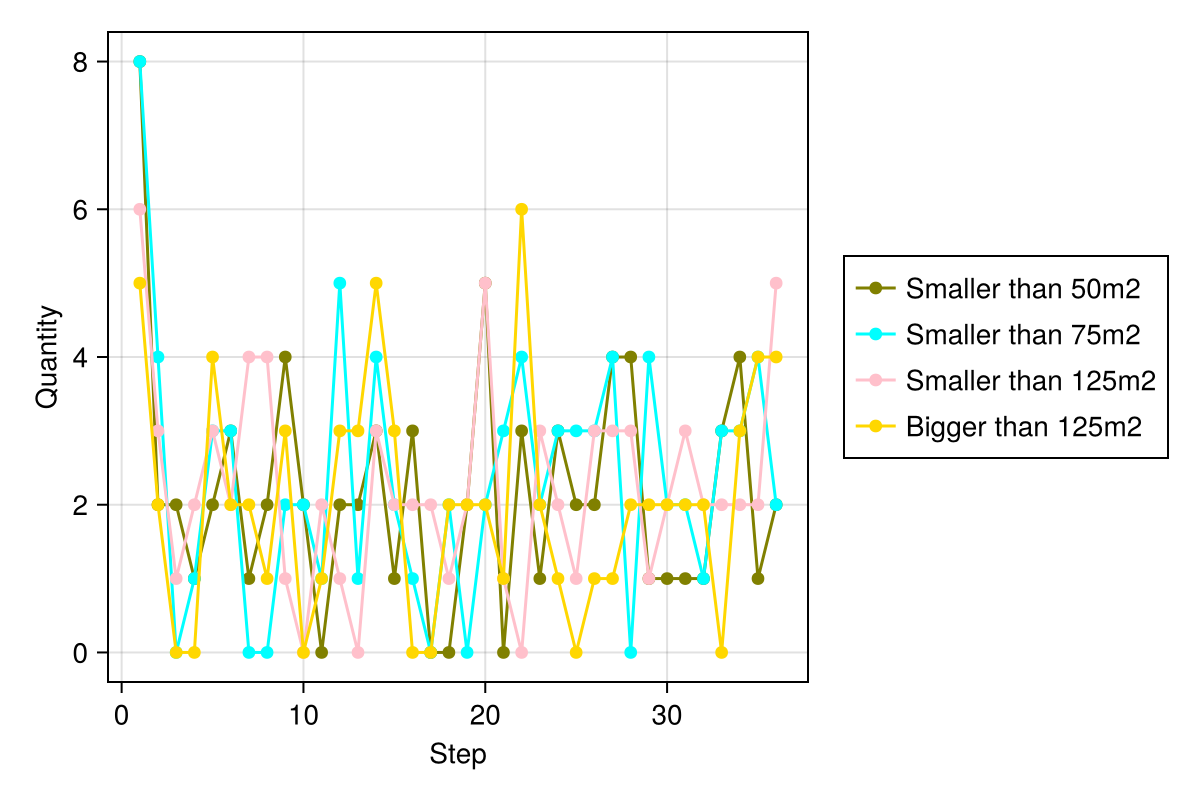 8
6
4
2
0
Quantity
0 10 20 30
Step
Smaller than 50m2
Smaller than 75m2
Smaller than 125m2
Bigger than 125m2